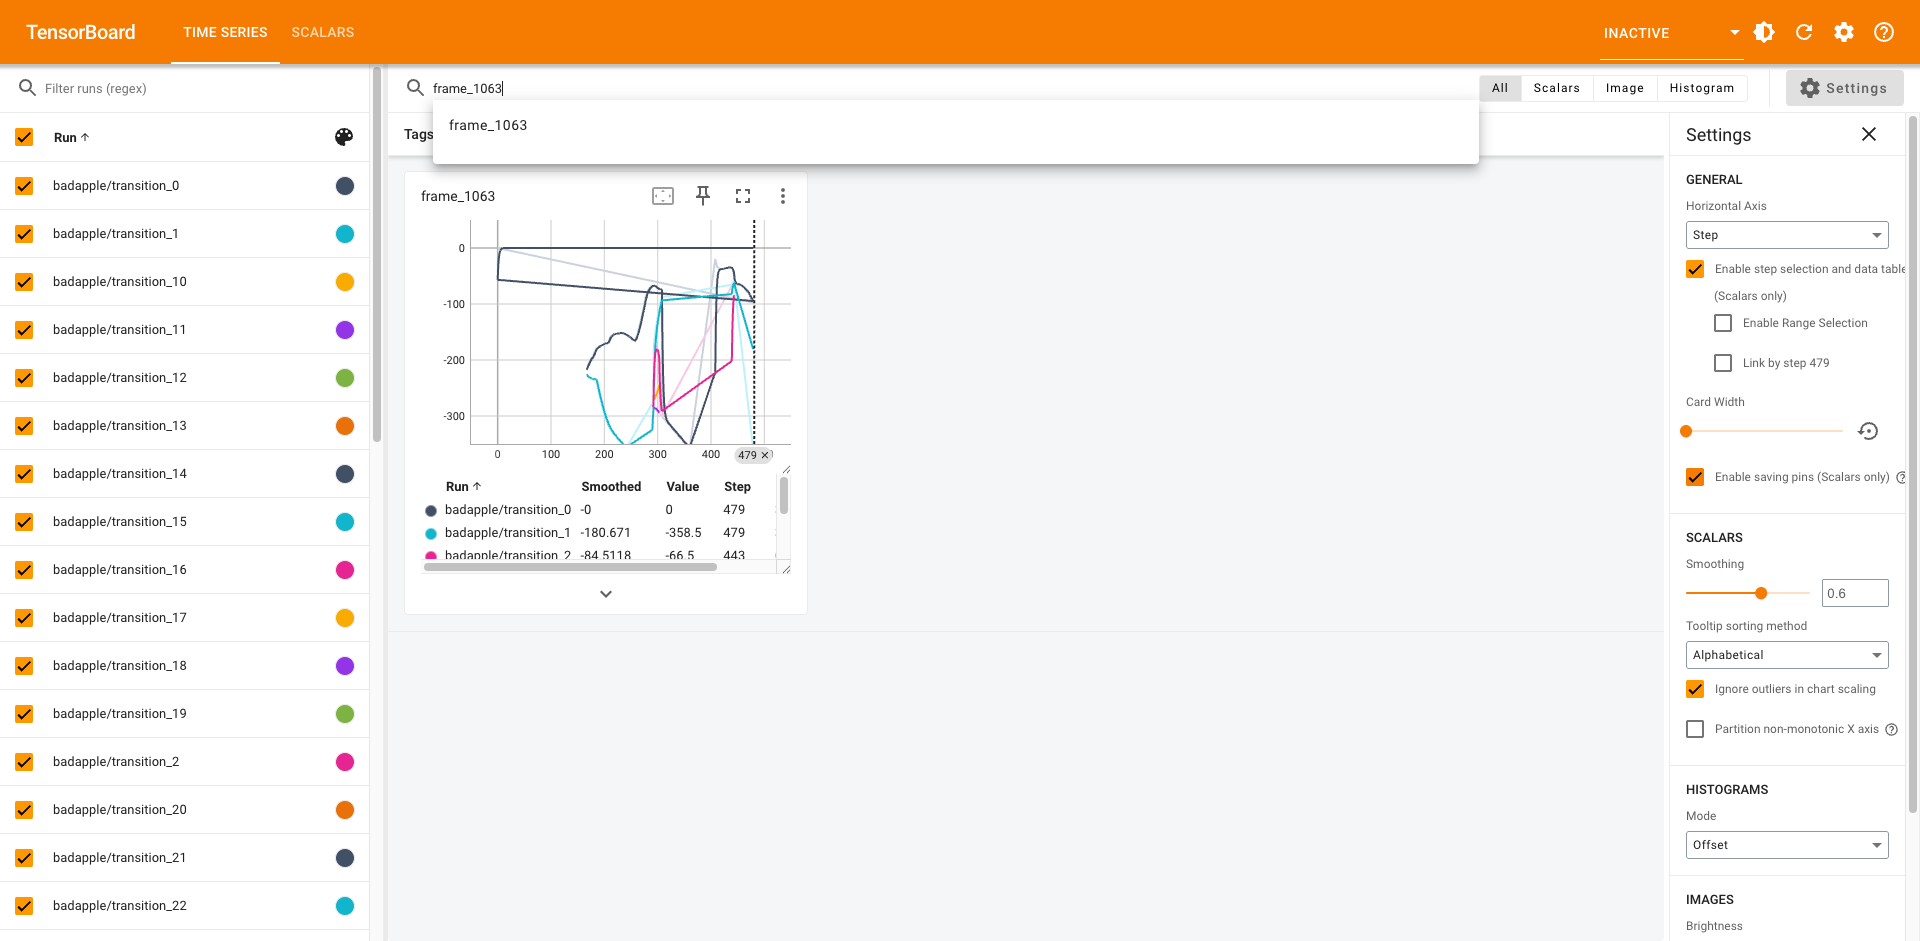 TensorBoard
TIME SERIES
SCALARS
INACTIVE
Filter runs (regex)
Run
badapple/transition_0
badapple/transition_1
badapple/transition_10
badapple/transition_11
badapple/transition_12
badapple/transition_13
badapple/transition_14
badapple/transition_15
badapple/transition_16
badapple/transition_17
badapple/transition_18
badapple/transition_19
badapple/transition_2
badapple/transition_20
badapple/transition_21
badapple/transition_22
frame_1063
frame_1063
All
Scalars
Image
Histogram
Settings
Tags
frame_1063
0
-100
-200
-300
0
100
200
300
400
479
Run Smoothed Value Step
badapple/transition_0 -0 0 479
badapple/transition_1 -180.671 -358.5 479
badapple/transition_2 -84.5118 -66.5 443
Settings
GENERAL
Horizontal Axis
Step
Enable step selection and data table
(Scalars only)
Enable Range Selection
Link by step 479
Card Width
Enable saving pins (Scalars only)
SCALARS
Smoothing
0.6
Tooltip sorting method
Alphabetical
Ignore outliers in chart scaling
Partition non-monotonic X axis
HISTOGRAMS
Mode
Offset
IMAGES
Brightness